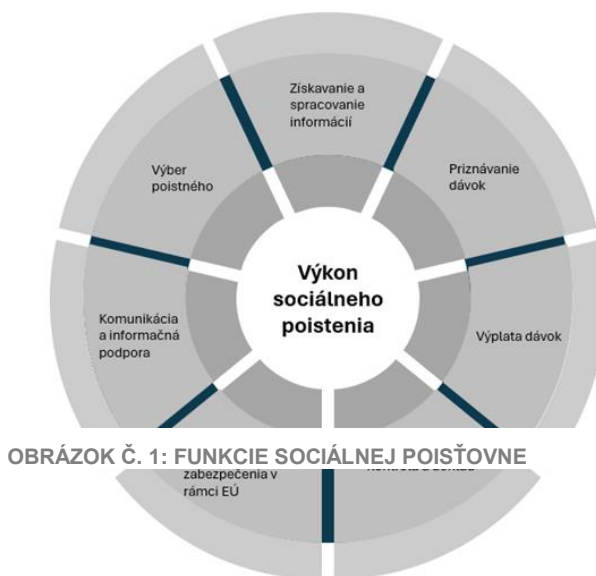 Získavanie a
spracovanie
informácií
Priznávanie
dávok
Výplata dávok
Výber
poistného
Komunikácia
a informačná
podpora
Výkon
sociálneho
poistenia
OBRÁZOK Č. 1: FUNKCIE SOCIÁLNEJ POISŤOVNE
zabezpečenia v
rámci EÚ